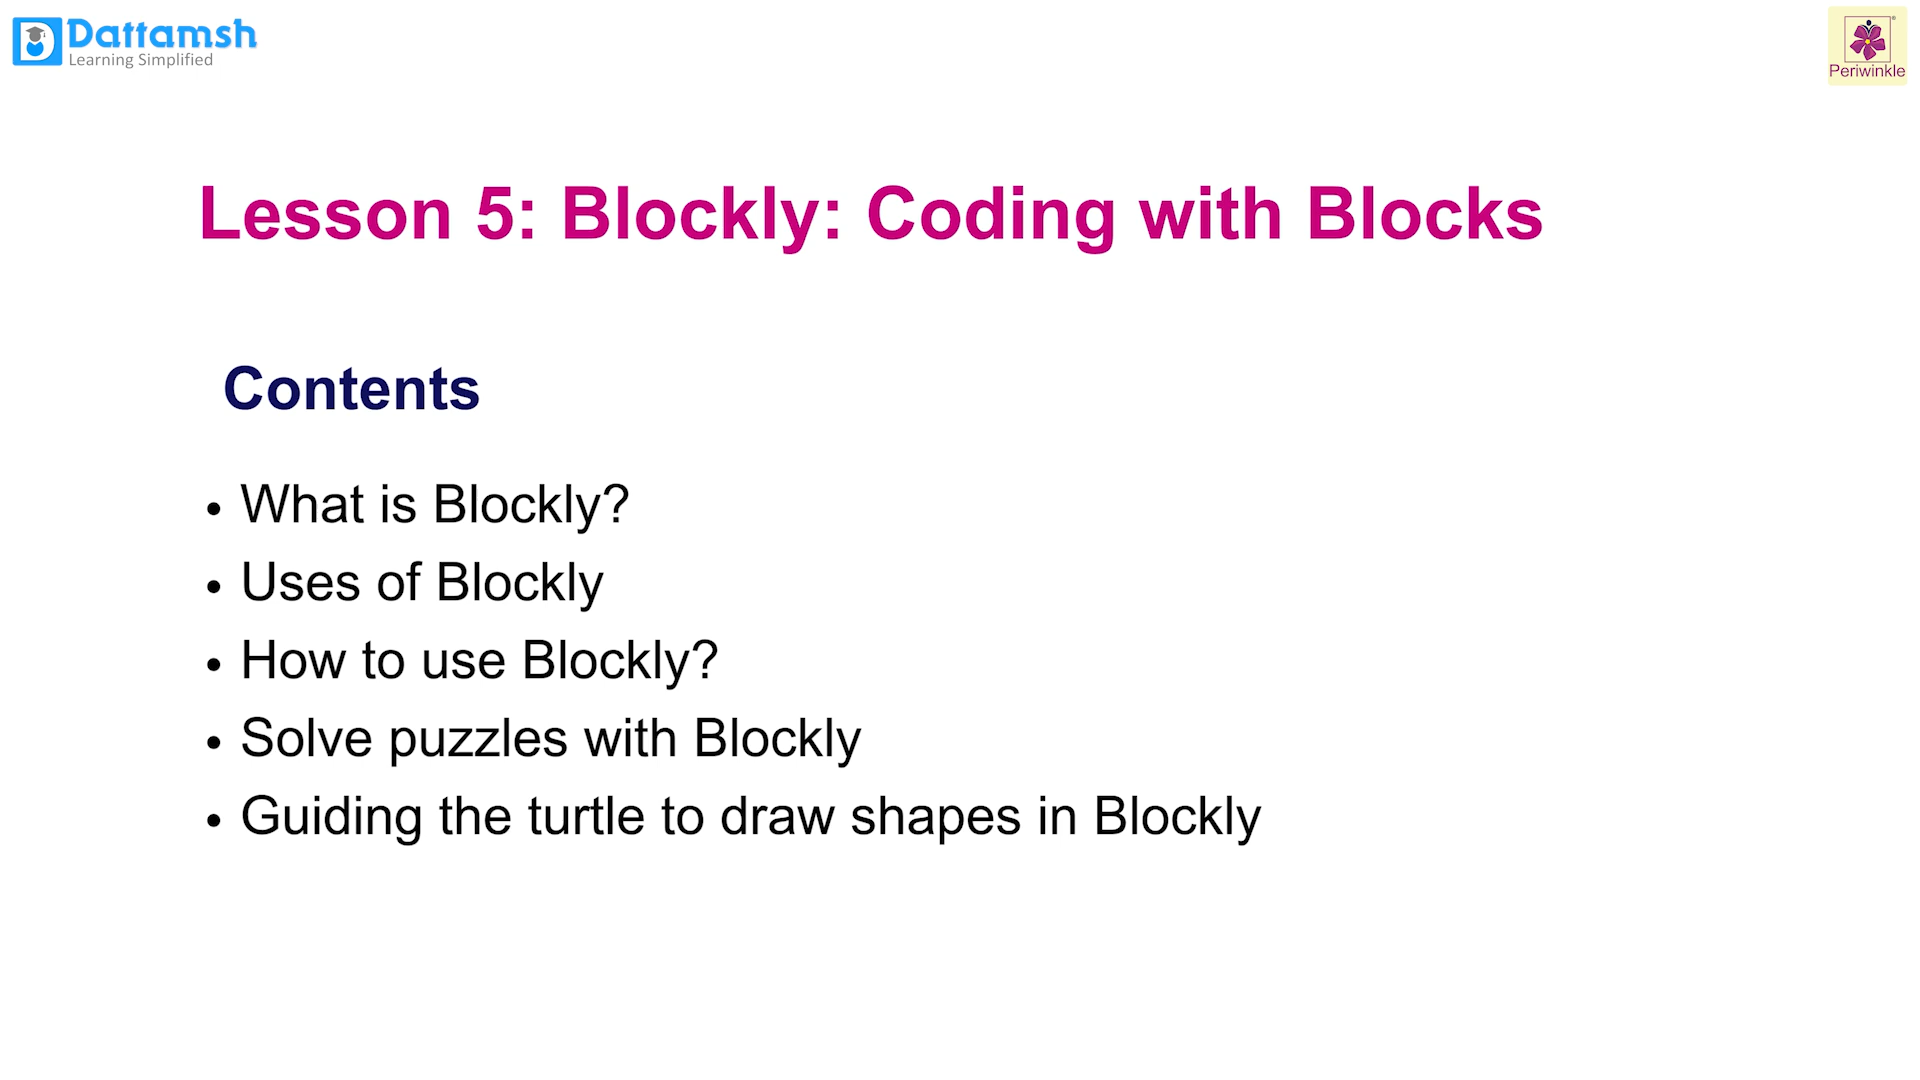 Dattamsh
Learning Simplified
Periwinkle
Lesson 5: Blockly: Coding with Blocks
Contents
• What is Blockly?
• Uses of Blockly
• How to use Blockly?
• Solve puzzles with Blockly
• Guiding the turtle to draw shapes in Blockly